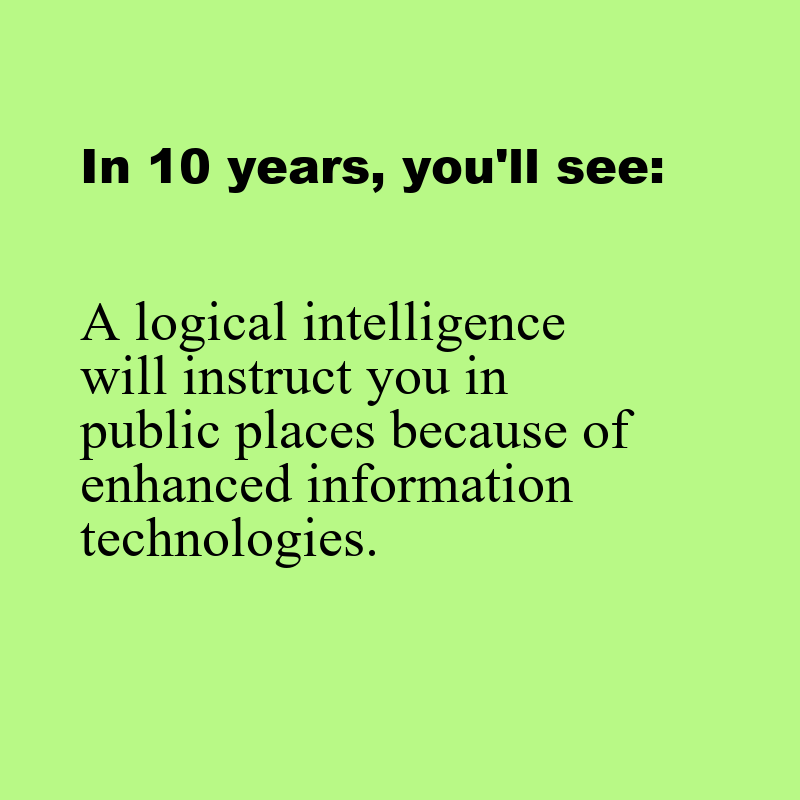 In 10 years, you'll see:
A logical intelligence
will instruct you in
public places because of
enhanced information
technologies.